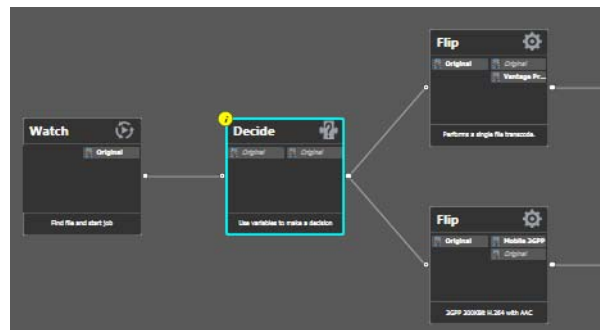 Flip
Original
Original
Vantage Pr...
Performs a single file transcode.
Watch
Original
Find file and start job
i
Decide
Original
Original
Use variables to make a decision
Flip
Original
Mobile 3GPP
Original
3GPP 200KBit H.264 with AAC